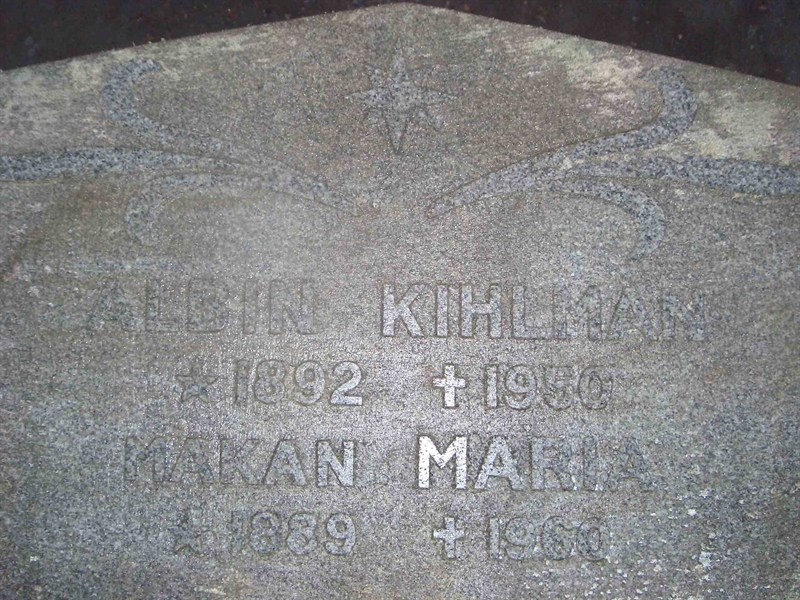 ALBIN KIHLMAN
★ 1892 ✝ 1950
MAKAN MARIA
★ 1889 ✝ 1960